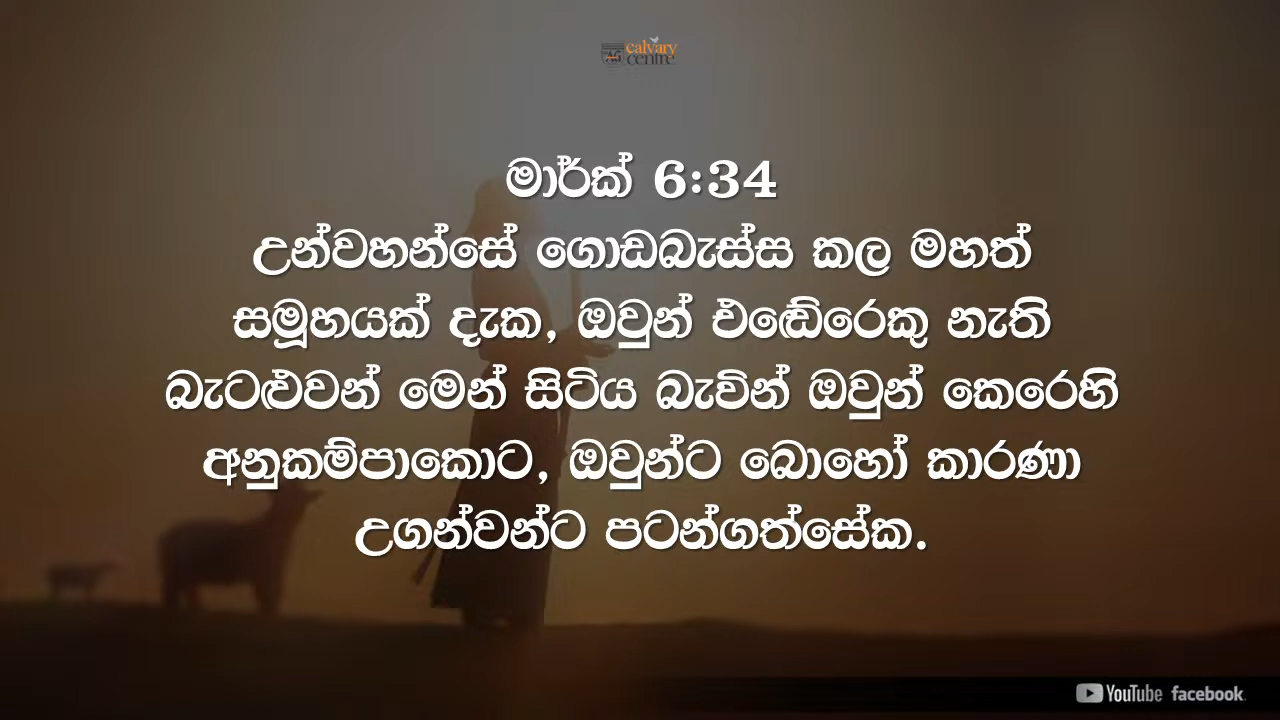 AG calvary
centre
මාර්ක් 6:34
උන්වහන්සේ ගොඩබැස්ස කල මහත්
සමූහයක් දැක, ඔවුන් එඬේරෙකු නැති
බැටළුවන් මෙන් සිටිය බැවින් ඔවුන් කෙරෙහි
අනුකම්පාකොට, ඔවුන්ට බොහෝ කාරණා
උගන්වන්ට පටන්ගත්සේක.
YouTube facebook